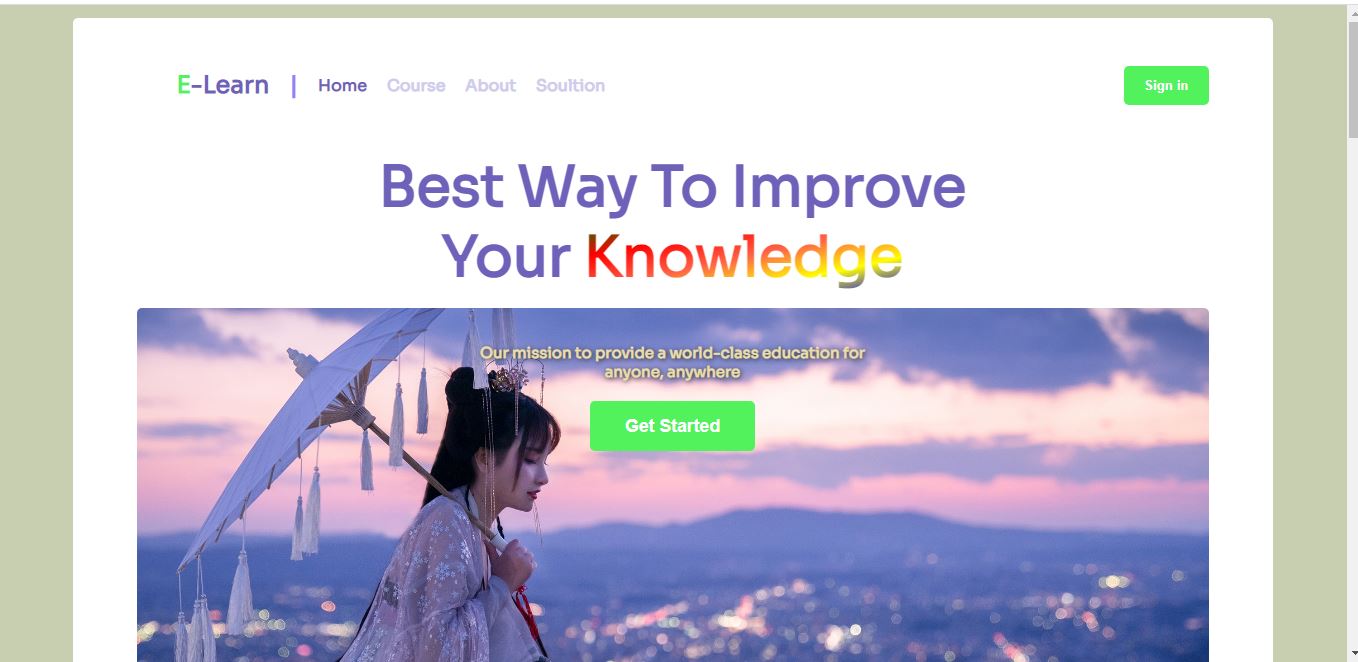 E-Learn | Home Course About Soultion Sign in
Best Way To Improve
Your Knowledge
Our mission to provide a world-class education for
anyone, anywhere
Get Started